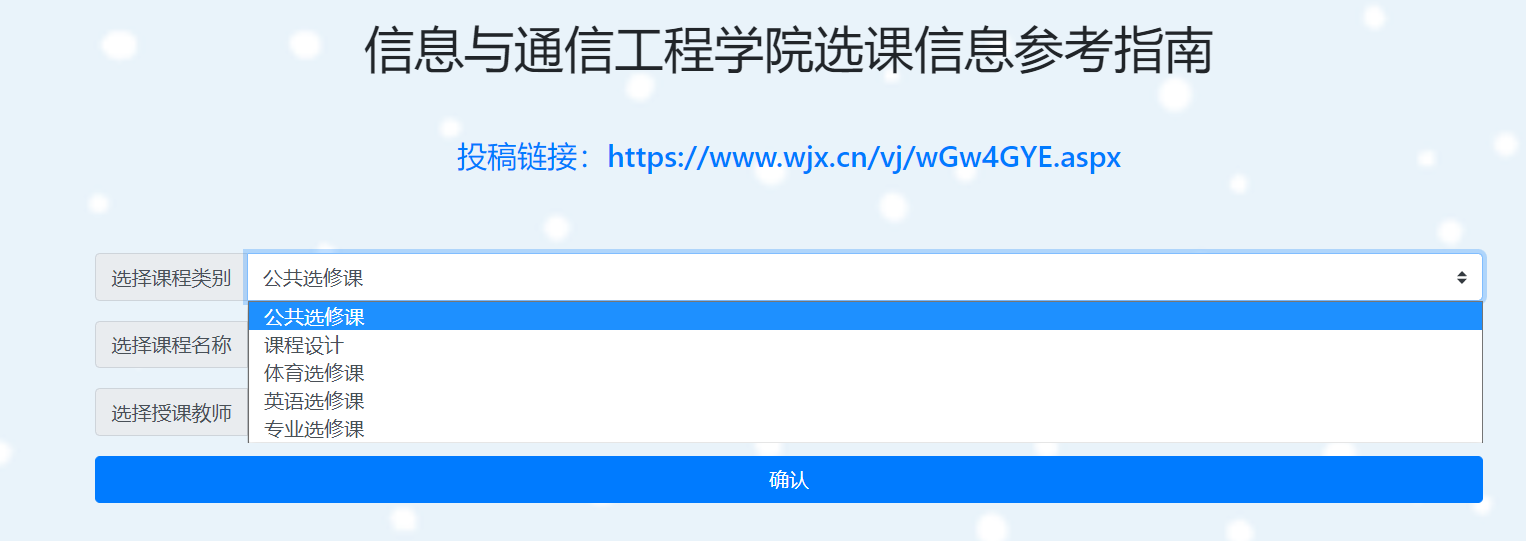 信息与通信工程学院选课信息参考指南
投稿链接：https://www.wjx.cn/vj/wGw4GYE.aspx
选择课程类别 公共选修课
公共选修课
选择课程名称 课程设计
体育选修课
选择授课教师 英语选修课
专业选修课
确认